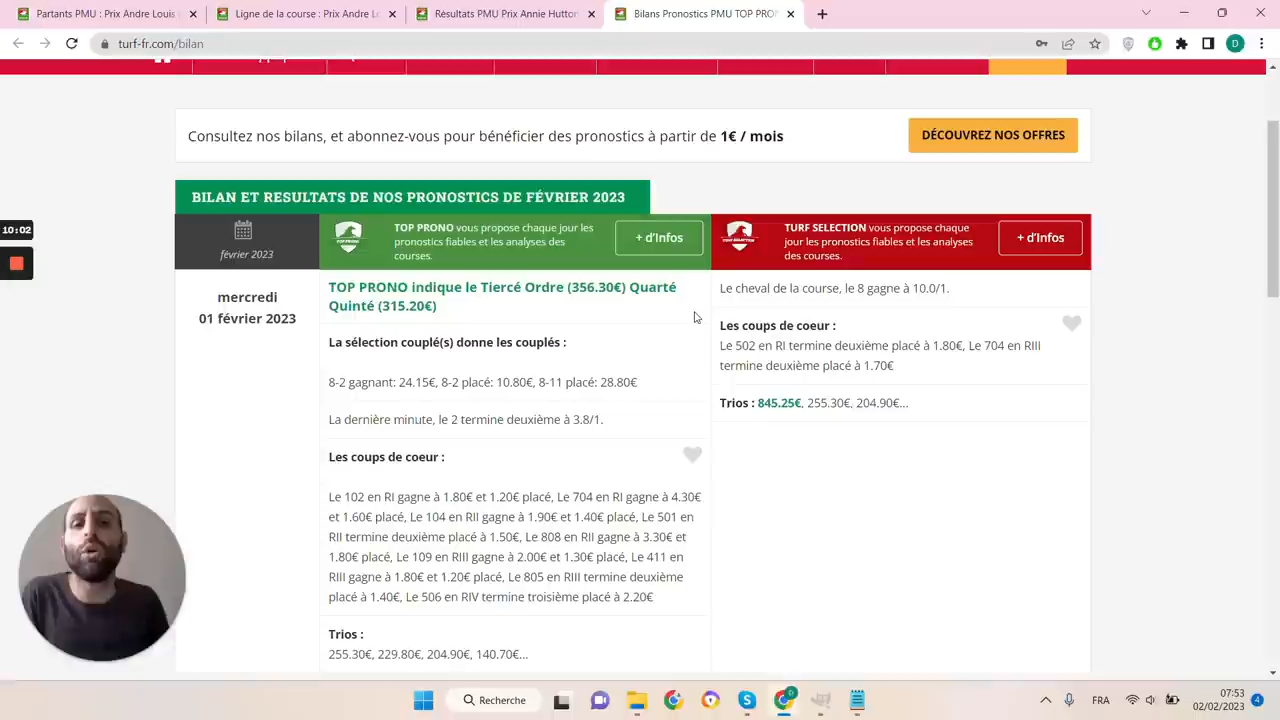 Partants PMU : Prix André Louis
Ligne de la course : Prix André L
Résultats PMU Prix Andre Hutton
Bilans Pronostics PMU TOP PRO
turf-fr.com/bilan
Consultez nos bilans, et abonnez-vous pour bénéficier des pronostics à partir de 1€ / mois
DÉCOUVREZ NOS OFFRES
BILAN ET RESULTATS DE NOS PRONOSTICS DE FÉVRIER 2023
10:02
février 2023
TOP PRONO
TOP PRONO vous propose chaque jour les
pronostics fiables et les analyses des
courses.
+ d'Infos
TURF SELECTION
TURF SELECTION vous propose chaque
jour les pronostics fiables et les analyses
des courses.
+ d'Infos
mercredi
01 février 2023
TOP PRONO indique le Tiercé Ordre (356.30€) Quarté
Quinté (315.20€)
La sélection couplé(s) donne les couplés :
8-2 gagnant: 24.15€, 8-2 placé: 10.80€, 8-11 placé: 28.80€
La dernière minute, le 2 termine deuxième à 3.8/1.
Les coups de coeur :
Le 102 en RI gagne à 1.80€ et 1.20€ placé, Le 704 en RI gagne à 4.30€
et 1.60€ placé, Le 104 en RII gagne à 1.90€ et 1.40€ placé, Le 501 en
RII termine deuxième placé à 1.50€, Le 808 en RII gagne à 3.30€ et
1.80€ placé, Le 109 en RIII gagne à 2.00€ et 1.30€ placé, Le 411 en
RIII gagne à 1.80€ et 1.20€ placé, Le 805 en RIII termine deuxième
placé à 1.40€, Le 506 en RIV termine troisième placé à 2.20€
Trios :
255.30€, 229.80€, 204.90€, 140.70€...
Le cheval de la course, le 8 gagne à 10.0/1.
Les coups de coeur :
Le 502 en RI termine deuxième placé à 1.80€, Le 704 en RIII
termine deuxième placé à 1.70€
Trios : 845.25€, 255.30€, 204.90€...
Recherche
FRA
07:53
02/02/2023
4